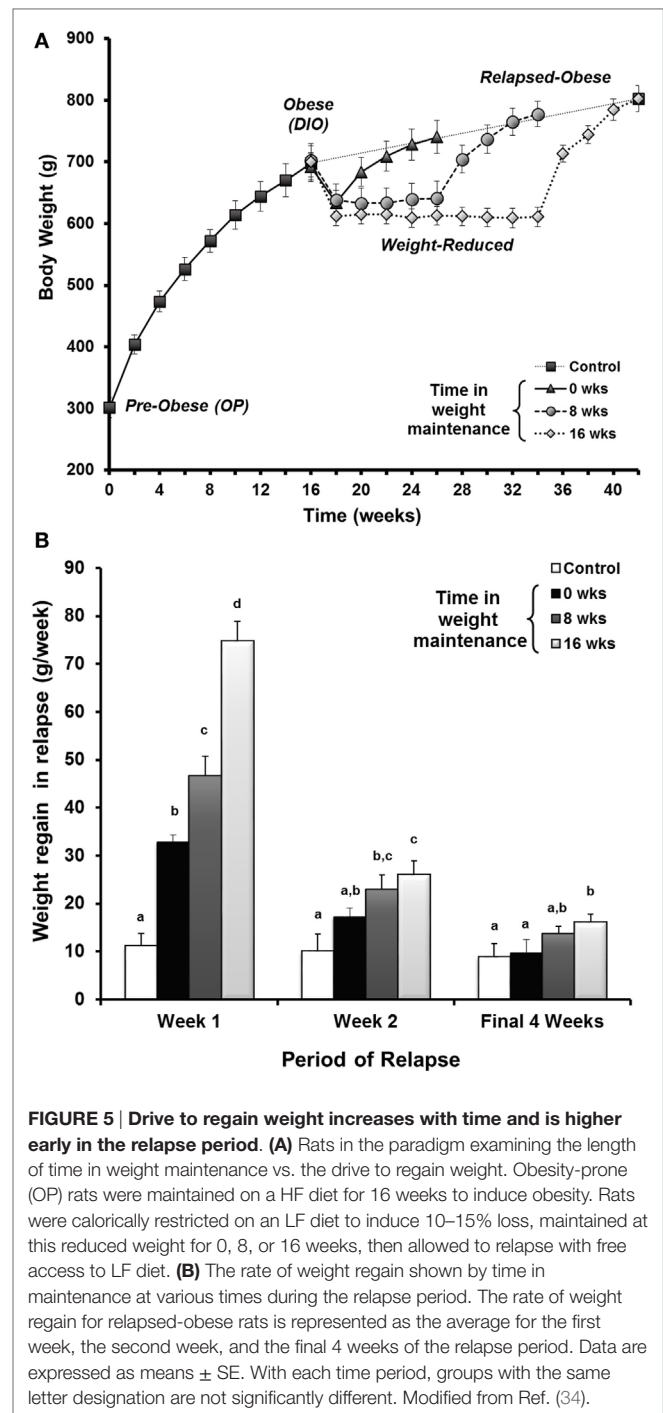 A
900
800
700
600
500
400
300
200
Body Weight (g)
Relapsed-Obese
Obese
(DIO)
Weight-Reduced
Pre-Obese (OP)
Time in
weight
maintenance
Control
0 wks
8 wks
16 wks
0 4 8 12 16 20 24 28 32 36 40
Time (weeks)
B
90
80
70
60
50
40
30
20
10
0
Weight regain in relapse (g/week)
Time in
weight
maintenance
Control
0 wks
8 wks
16 wks
a b c d
a a,b b,c c
a a a,b b
Week 1 Week 2 Final 4 Weeks
Period of Relapse
FIGURE 5 | Drive to regain weight increases with time and is higher
early in the relapse period. (A) Rats in the paradigm examining the length
of time in weight maintenance vs. the drive to regain weight. Obesity-prone
(OP) rats were maintained on a HF diet for 16 weeks to induce obesity. Rats
were calorically restricted on an LF diet to induce 10–15% loss, maintained at
this reduced weight for 0, 8, or 16 weeks, then allowed to relapse with free
access to LF diet. (B) The rate of weight regain shown by time in
maintenance at various times during the relapse period. The rate of weight
regain for relapsed-obese rats is represented as the average for the first
week, the second week, and the final 4 weeks of the relapse period. Data are
expressed as means ± SE. With each time period, groups with the same
letter designation are not significantly different. Modified from Ref. (34).